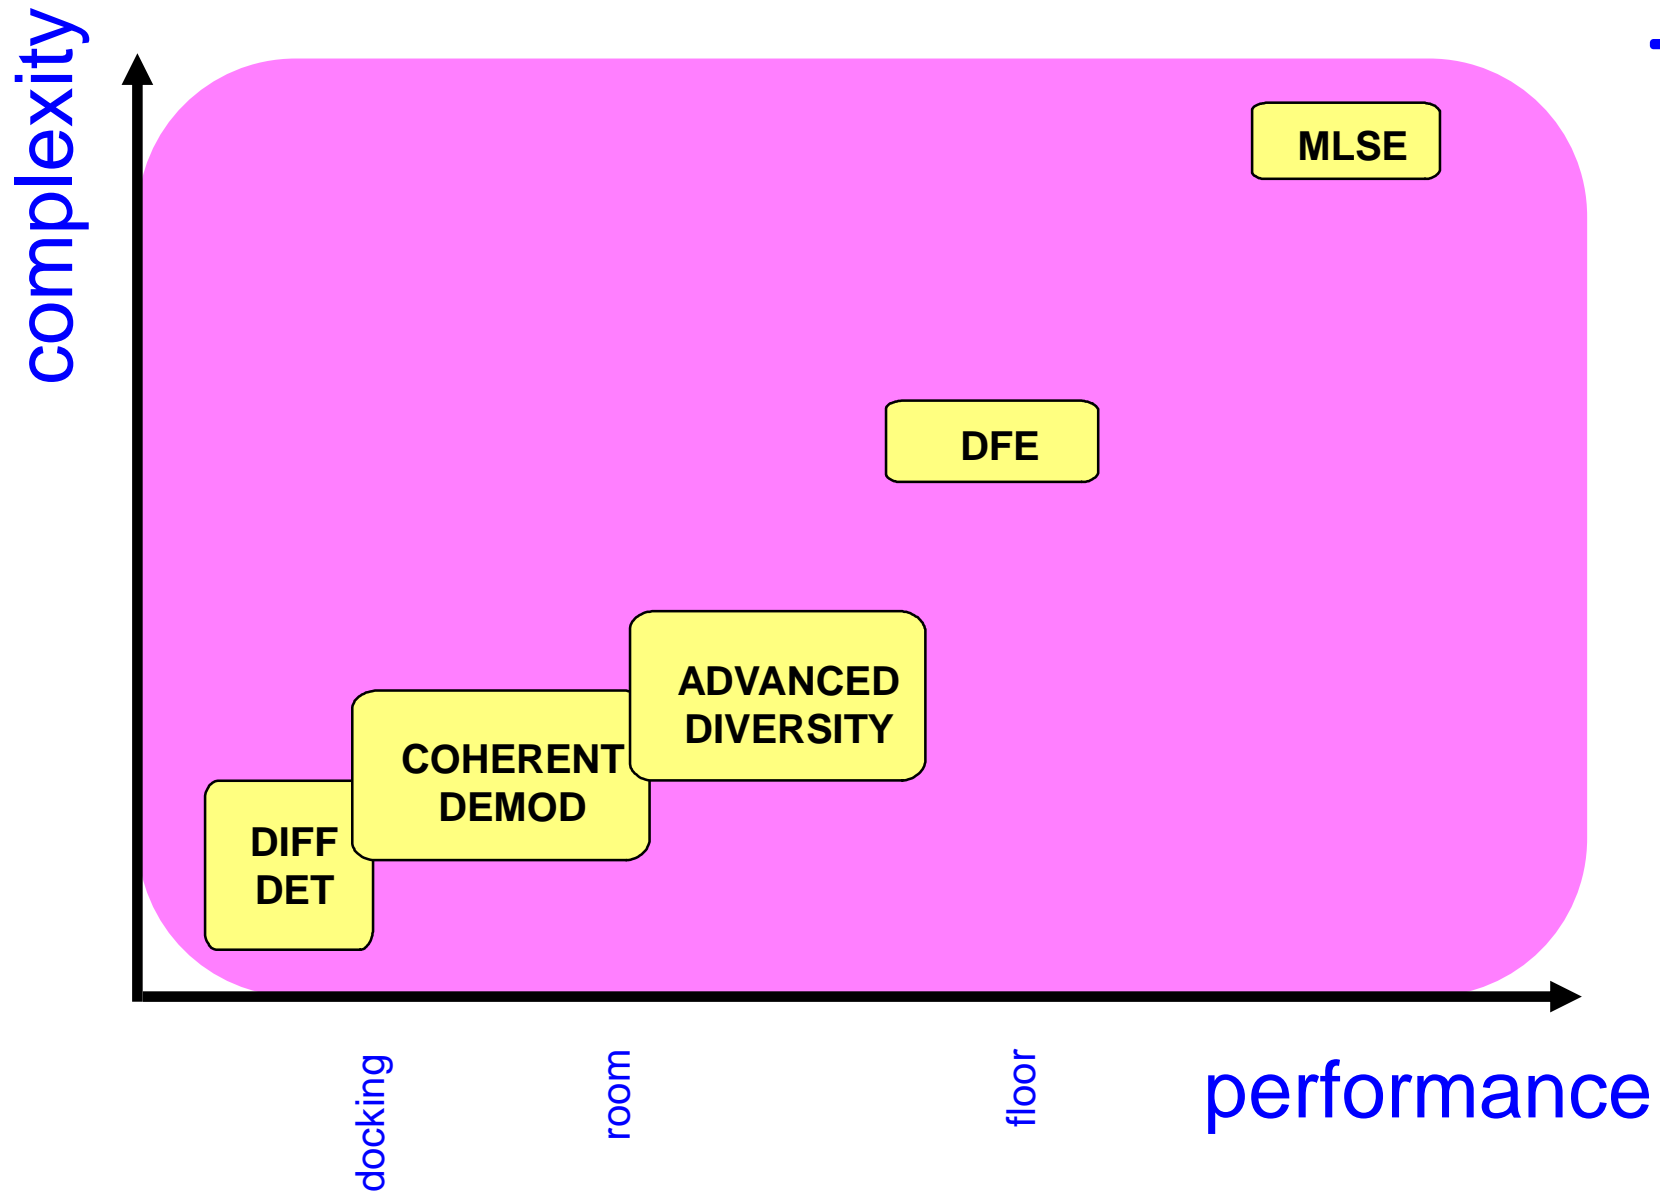 complexity
MLSE
DFE
ADVANCED
DIVERSITY
COHERENT
DEMOD
DIFF
DET
docking
room
floor
performance